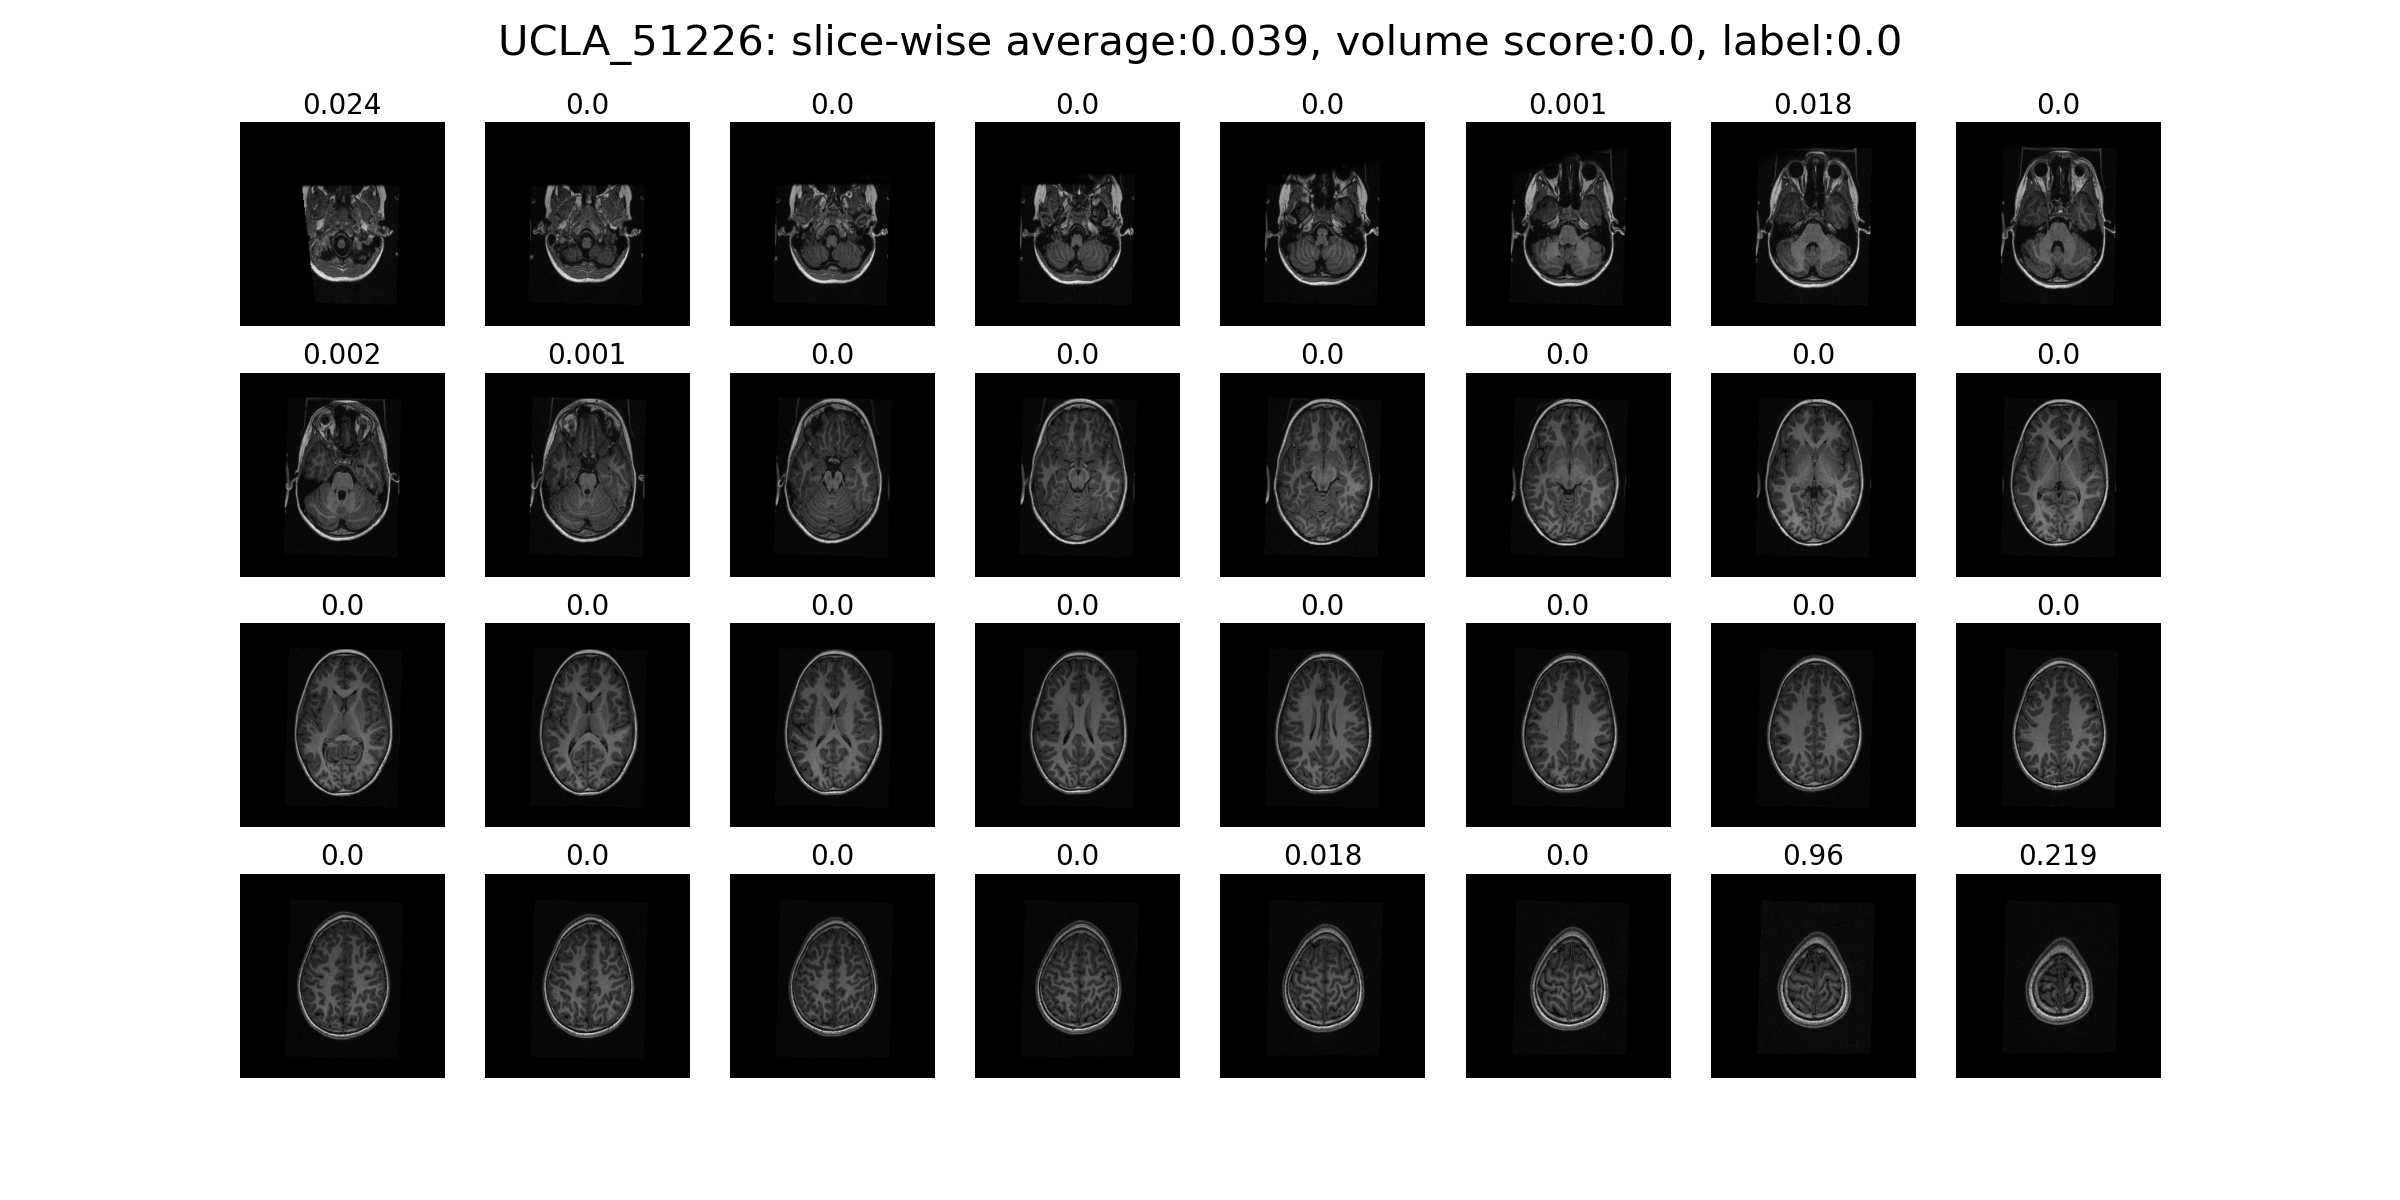 UCLA_51226: slice-wise average:0.039, volume score:0.0, label:0.0
0.024 0.0 0.0 0.0 0.0 0.001 0.018 0.0
0.002 0.001 0.0 0.0 0.0 0.0 0.0 0.0
0.0 0.0 0.0 0.0 0.0 0.0 0.0 0.0
0.0 0.0 0.0 0.0 0.018 0.0 0.96 0.219